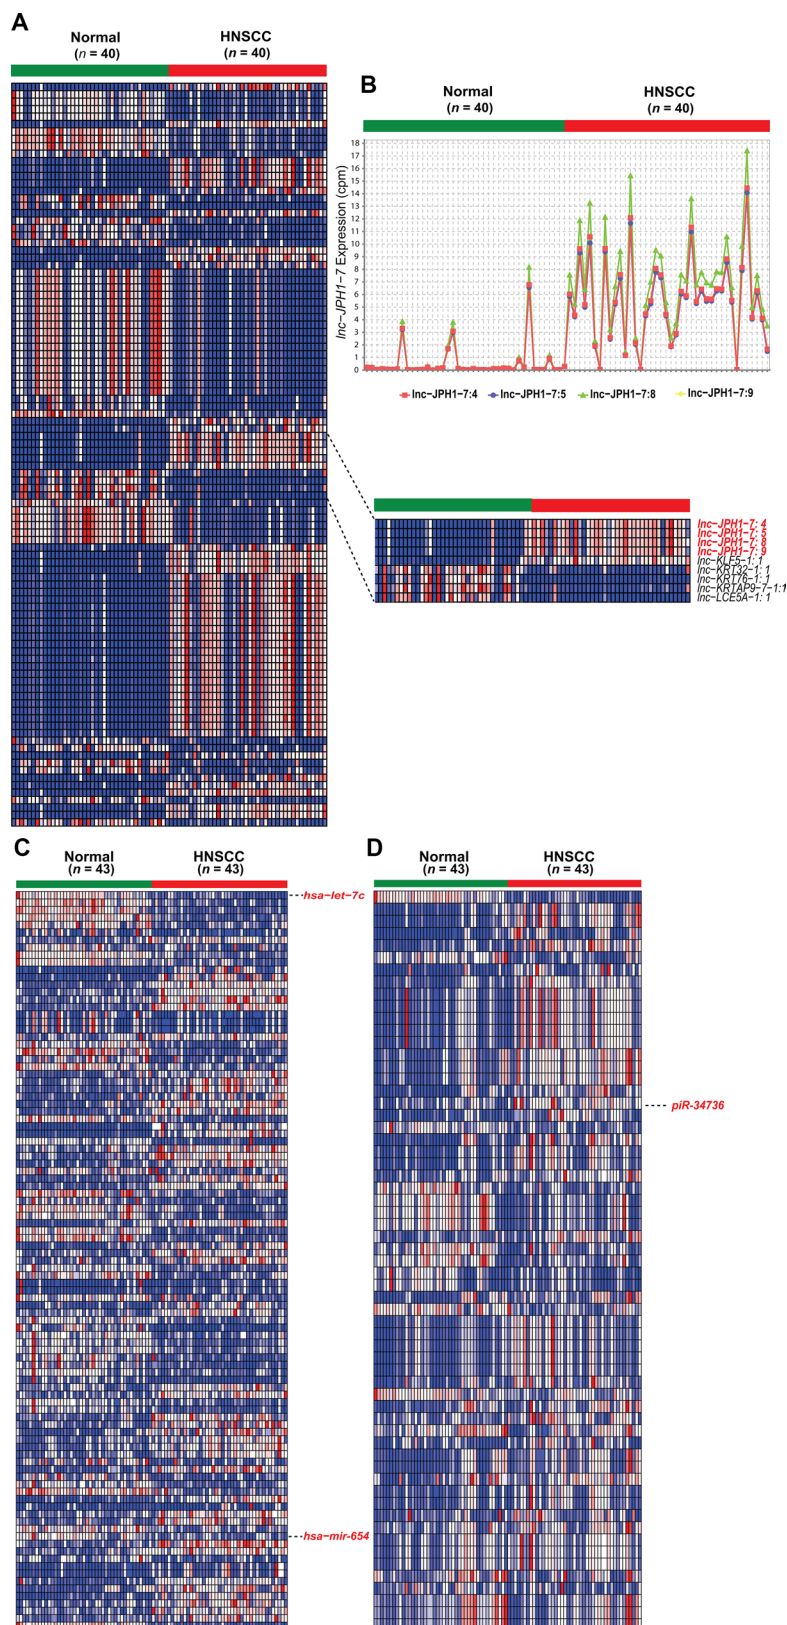 A
Normal
(n = 40)
HNSCC
(n = 40)
B
Normal
(n = 40)
HNSCC
(n = 40)
lnc−JPH1−7 Expression (cpm)
18
17
16
15
14
13
12
11
10
9
8
7
6
5
4
3
2
1
0
lnc−JPH1−7:4
lnc−JPH1−7:5
lnc−JPH1−7:8
lnc−JPH1−7:9
lnc−JPH1−7: 4
lnc−JPH1−7: 5
lnc−JPH1−7: 8
lnc−JPH1−7: 9
lnc−KLF5−1: 1
lnc−KRT32−1: 1
lnc−KRT76−1: 1
lnc−KRTAP9−7−1:1
lnc−LCE5A−1: 1
C
Normal
(n = 43)
HNSCC
(n = 43)
hsa−let−7c
hsa−mir-654
D
Normal
(n = 43)
HNSCC
(n = 43)
piR-34736